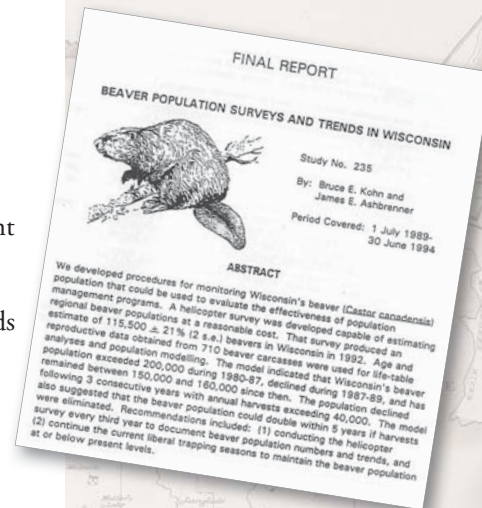 FINAL REPORT
BEAVER POPULATION SURVEYS AND TRENDS IN WISCONSIN
Study No. 235
By: Bruce E. Kohn and
James E. Ashbrenner
Period Covered: 1 July 1989-
30 June 1994
ABSTRACT
We developed procedures for monitoring Wisconsin's beaver (Castor canadensis)
population that could be used to evaluate the effectiveness of population
management programs. A helicopter survey was developed capable of estimating
regional beaver populations at a reasonable cost. That survey produced an
estimate of 115,500 ± 21% (2 s.e.) beavers in Wisconsin in 1992. Age and
reproductive data obtained from 710 beaver carcasses were used for life-table
analyses and population modelling. The model indicated that Wisconsin's beaver
population exceeded 200,000 during 1980-87, declined during 1987-89, and has
remained between 150,000 and 160,000 since then. The population declined
following 3 consecutive years with annual harvests exceeding 40,000. The model
also suggested that the beaver population could double within 5 years if harvests
were eliminated. Recommendations included: (1) conducting the helicopter
survey every third year to document beaver population numbers and trends, and
(2) continue the current liberal trapping seasons to maintain the beaver population
at or below present levels.
nt
ds